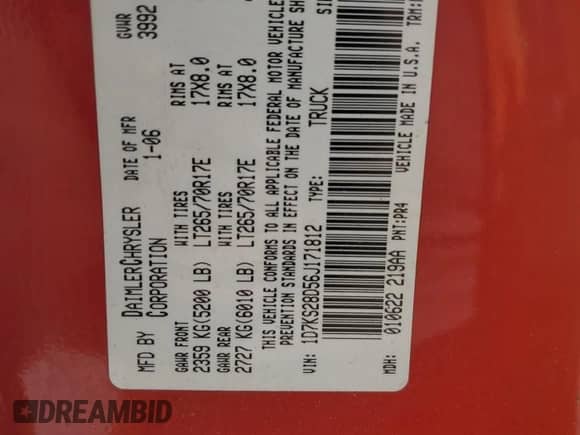 MFD BY DAIMLERCHRYSLER CORPORATION
DATE OF MFR
1-06
GVWR
3992
GAWR FRONT WITH TIRES RIMS AT
2359 KG(5200 LB) LT265/70R17E 17X8.0
GAWR REAR WITH TIRES RIMS AT
2727 KG(6010 LB) LT265/70R17E 17X8.0
THIS VEHICLE CONFORMS TO ALL APPLICABLE FEDERAL MOTOR VEHICLE
PREVENTION STANDARDS IN EFFECT ON THE DATE OF MANUFACTURE SH
VIN: 1D7KS28D56J171812 TYPE: TRUCK
MDH: 010622 219AA PNT:PR4
VEHICLE MADE IN U.S.A. TRM:
DREAMBID